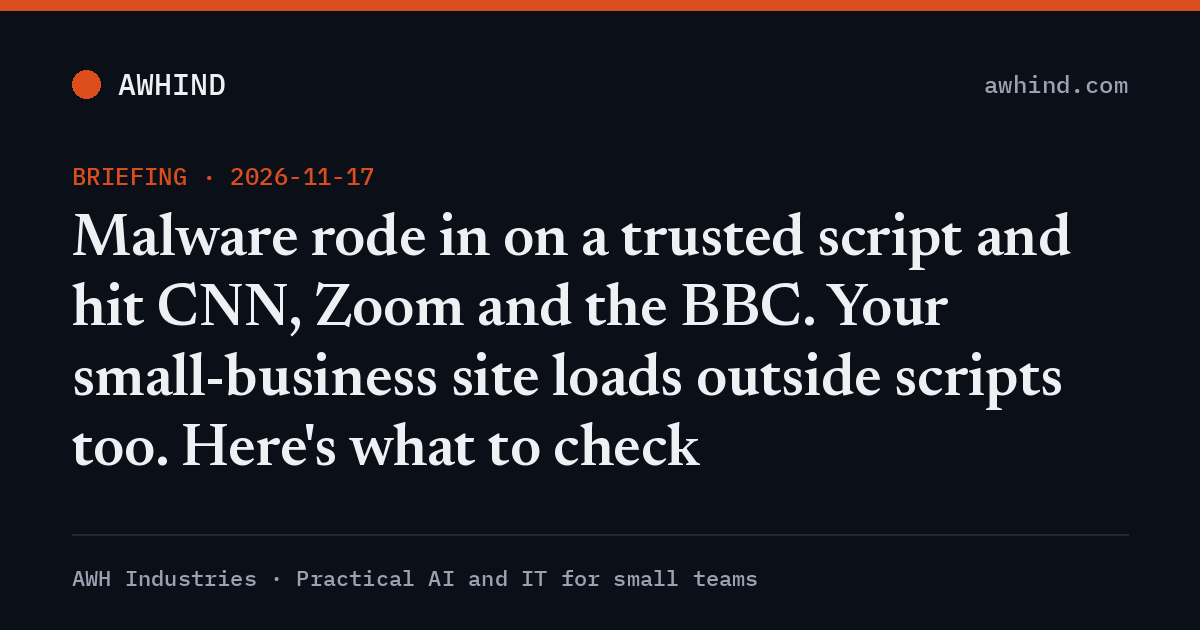 AWHIND
awhind.com
BRIEFING · 2026-11-17
Malware rode in on a trusted script and
hit CNN, Zoom and the BBC. Your
small-business site loads outside scripts
too. Here's what to check
AWH Industries · Practical AI and IT for small teams